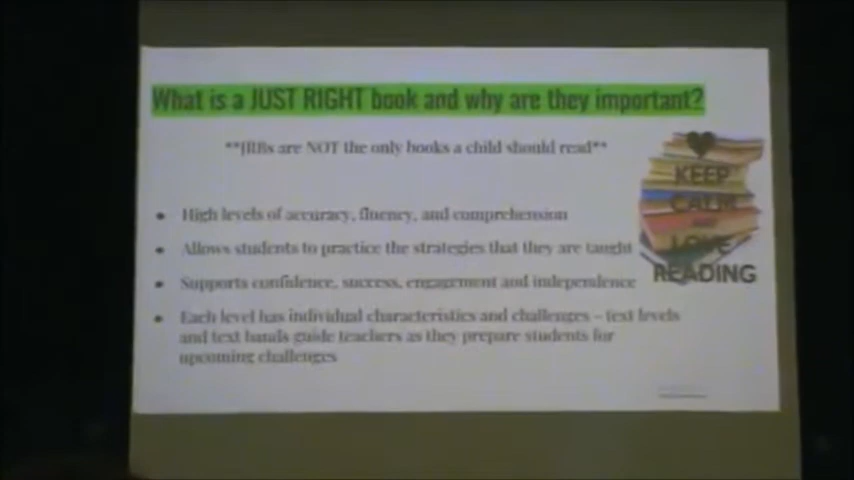 What is a JUST RIGHT book and why are they important?
**JRBs are NOT the only books a child should read**
KEEP
CALM
AND
LOVE
READING
• High levels of accuracy, fluency, and comprehension
• Allows students to practice the strategies that they are taught
• Supports confidence, success, engagement and independence
• Each level has individual characteristics and challenges – text levels
and text bands guide teachers as they prepare students for
upcoming challenges